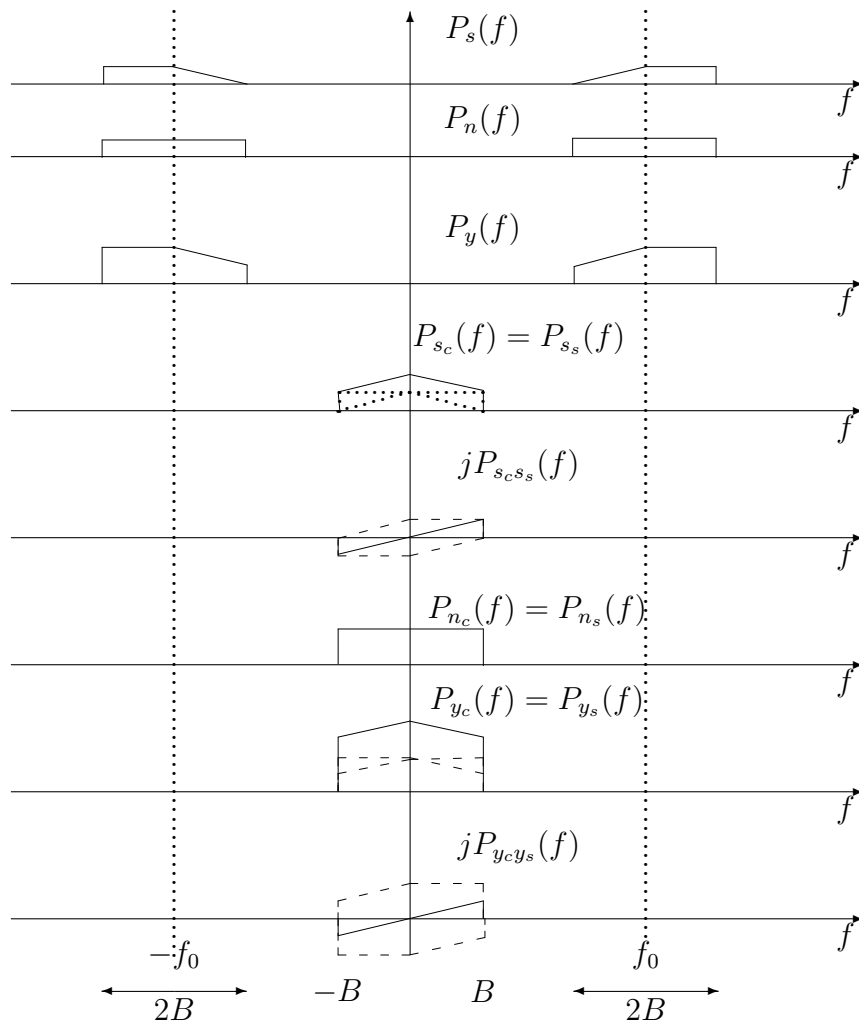 P_s(f)
f
P_n(f)
f
P_y(f)
f
P_{s_c}(f) = P_{s_s}(f)
f
jP_{s_c s_s}(f)
f
P_{n_c}(f) = P_{n_s}(f)
f
P_{y_c}(f) = P_{y_s}(f)
f
jP_{y_c y_s}(f)
f
−f_0 f_0
2B −B B 2B